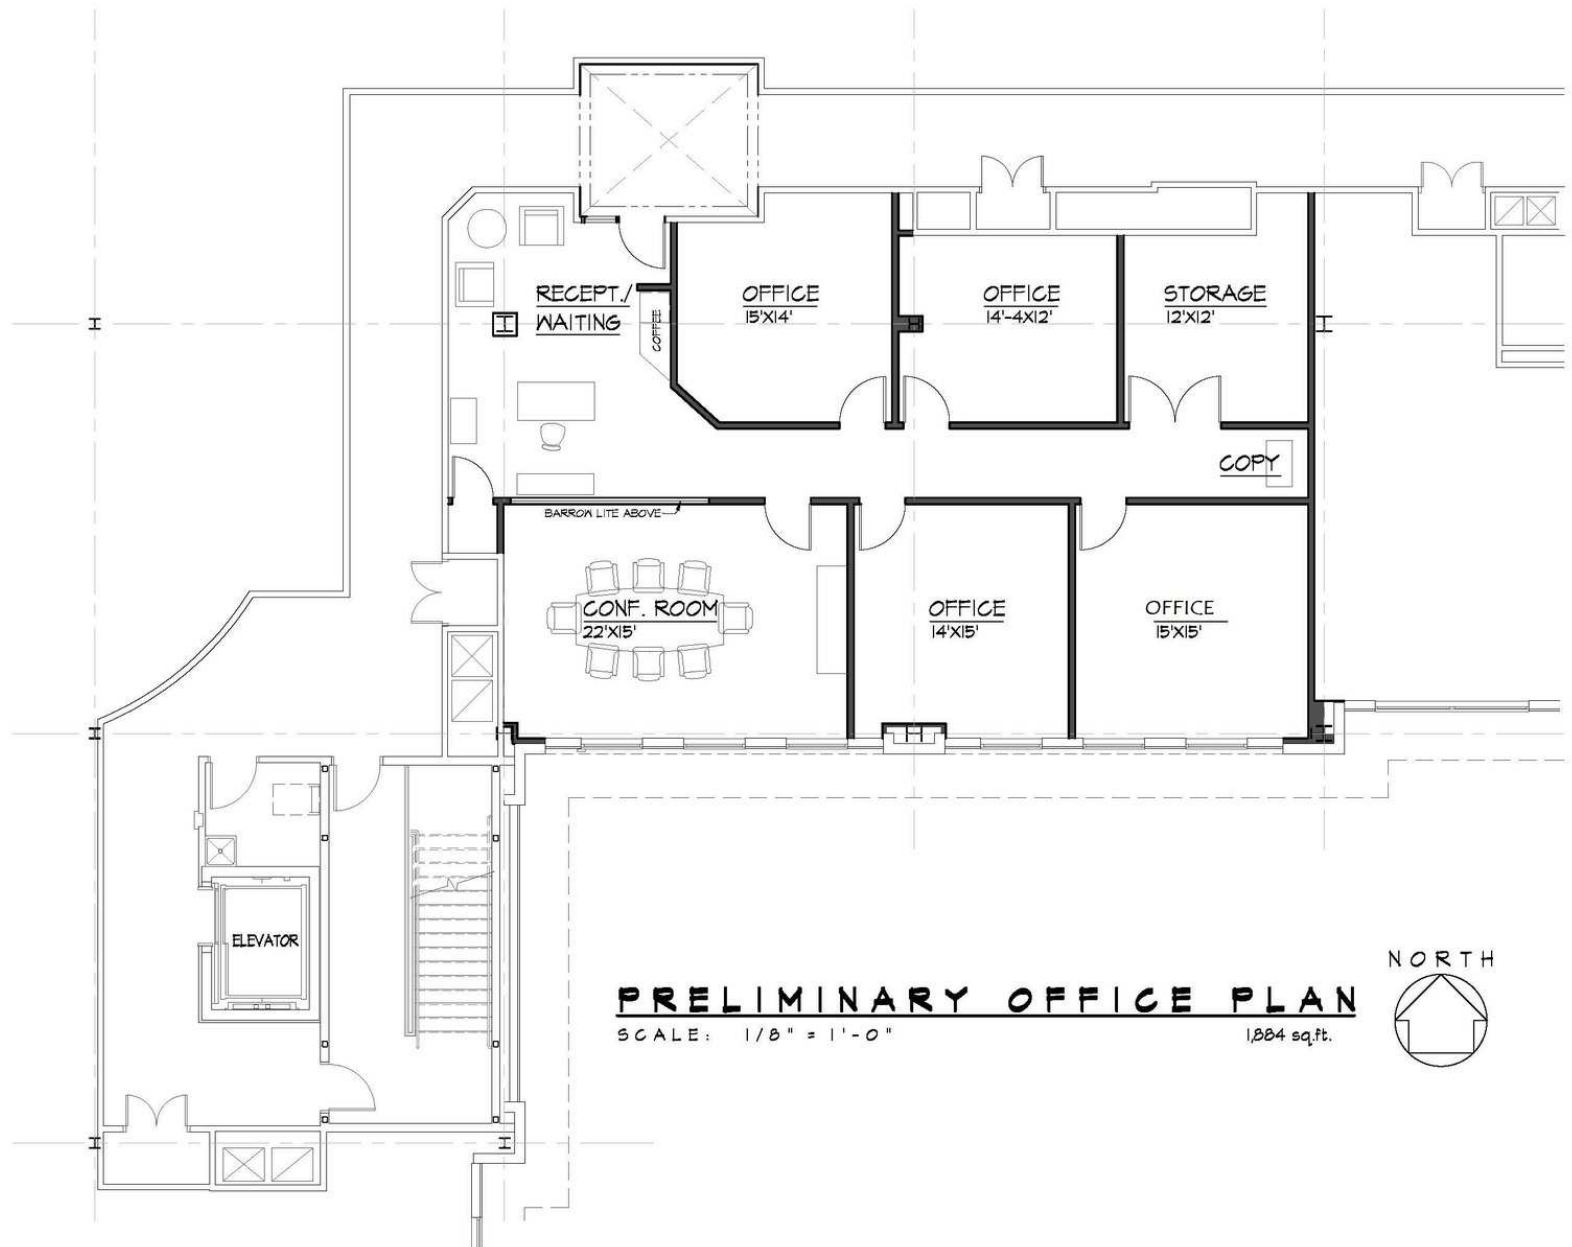 RECEPT./
WAITING
COFFEE
OFFICE
15'X14'
OFFICE
14'-4X12'
STORAGE
12'X12'
COPY
BARROW LITE ABOVE
CONF. ROOM
22'X15'
OFFICE
14'X15'
OFFICE
15'X15'
ELEVATOR
NORTH
PRELIMINARY OFFICE PLAN
SCALE: 1/8" = 1'-0"
1,884 sq.ft.